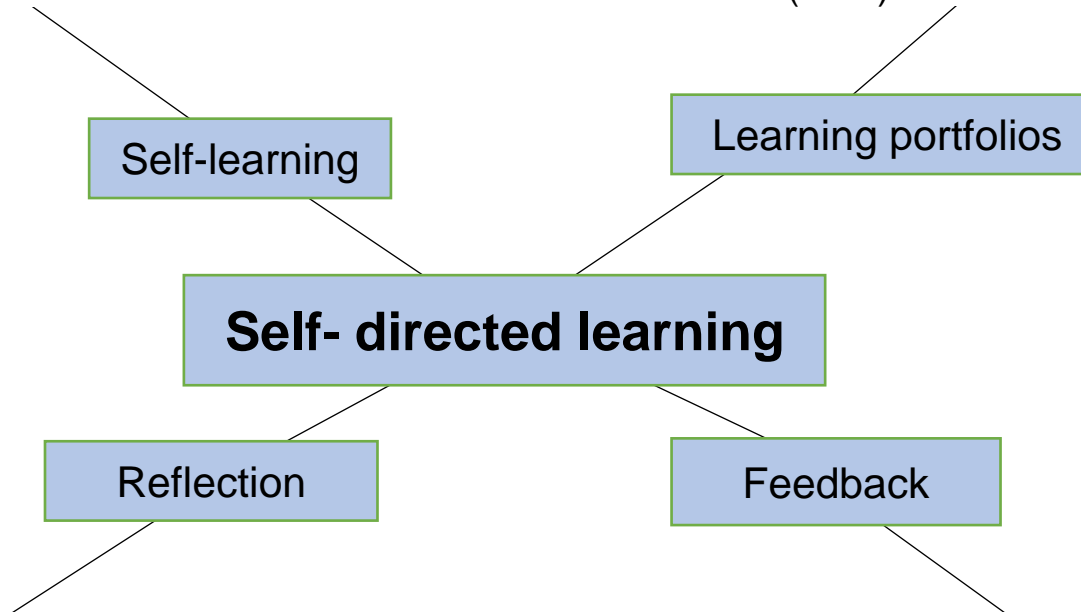 Self-learning
Learning portfolios
Self- directed learning
Reflection
Feedback